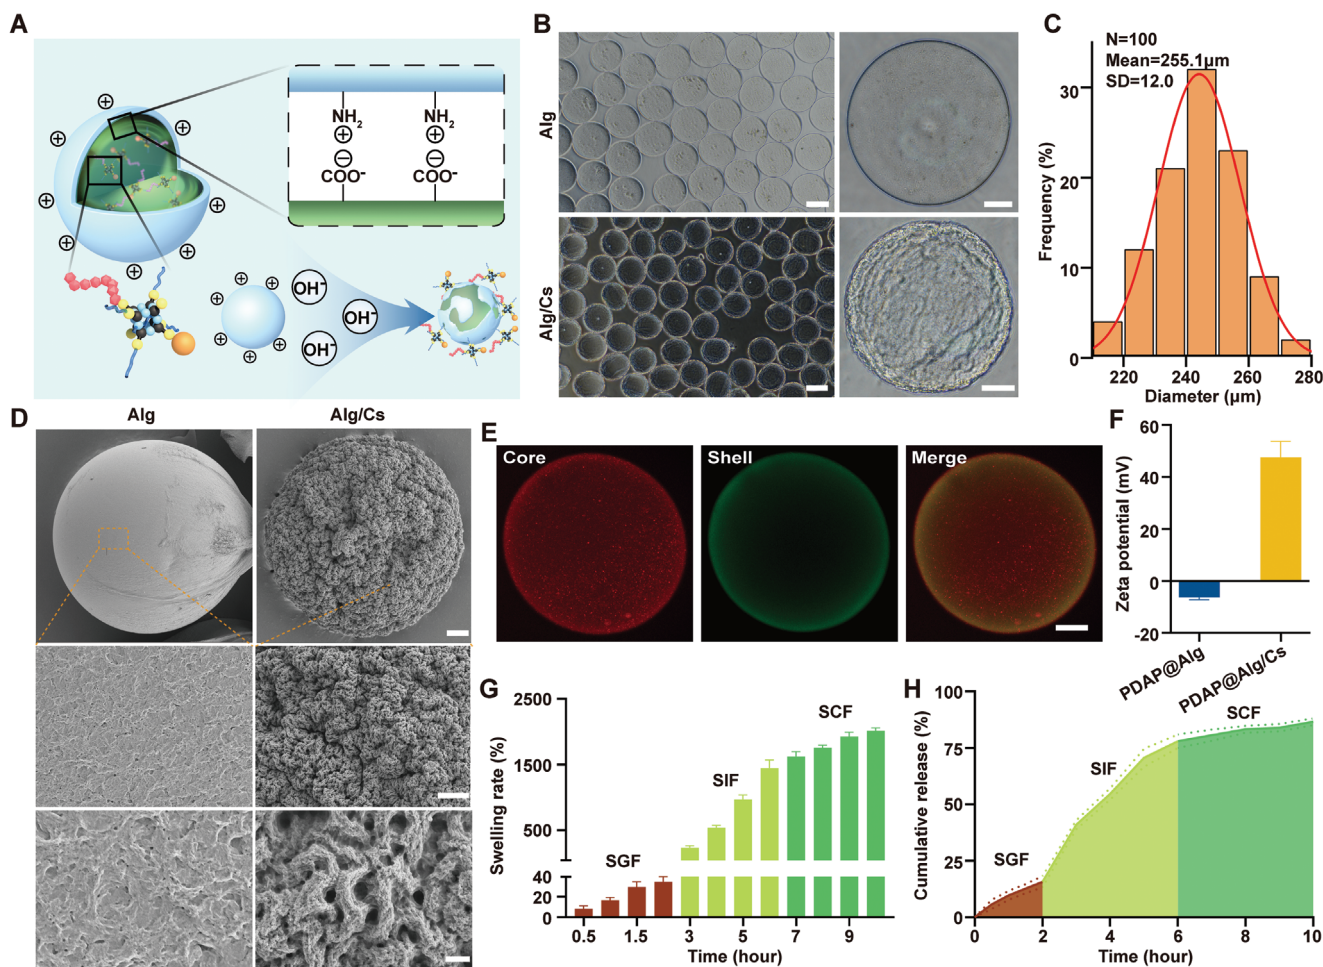 A
NH2 NH2
⊕ ⊕
⊖ ⊖
COO- COO-
⊕ ⊕ ⊕ ⊕ ⊕ ⊕ ⊕ ⊕
OH-
OH-
OH-
⊕ ⊕ ⊕ ⊕ ⊕ ⊕
B
Alg
Alg/Cs
C
N=100
Mean=255.1μm
SD=12.0
Frequency (%)
30
20
10
0
220 240 260 280
Diameter (μm)
D
Alg Alg/Cs
E
Core Shell Merge
F
Zeta potential (mV)
60
40
20
0
-20
PDAP@Alg
PDAP@Alg/Cs
G
Swelling rate (%)
2500
1500
500
40
20
0
SGF
SIF
SCF
0.5 1.5 3 5 7 9
Time (hour)
H
Cumulative release (%)
100
75
50
25
0
SGF
SIF
SCF
0 2 4 6 8 10
Time (hour)